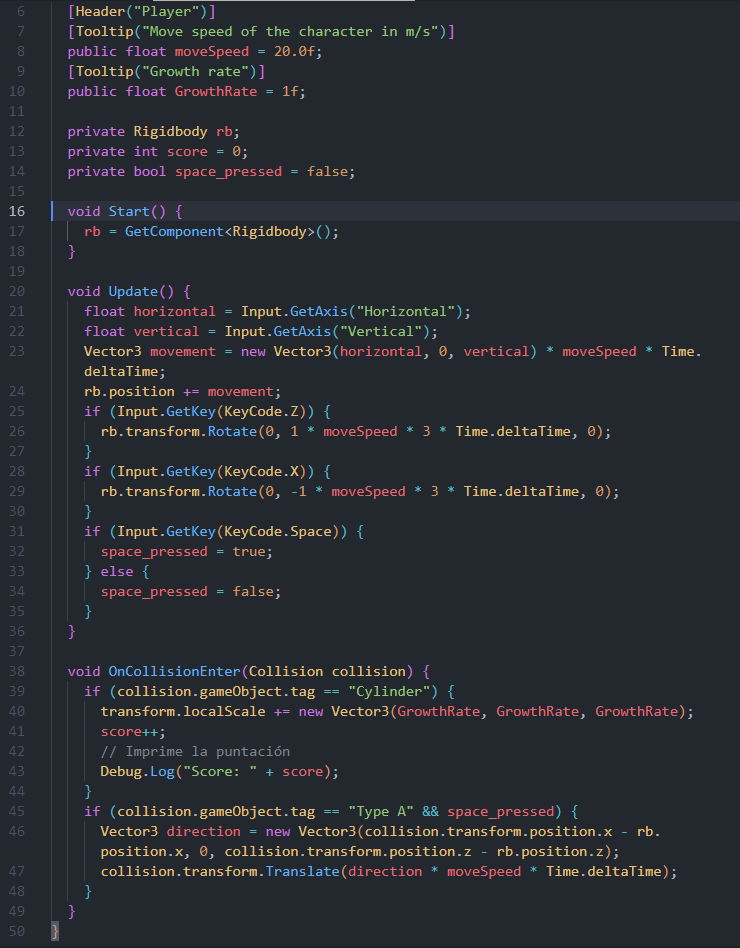 6 [Header("Player")]
7 [Tooltip("Move speed of the character in m/s")]
8 public float moveSpeed = 20.0f;
9 [Tooltip("Growth rate")]
10 public float GrowthRate = 1f;
11
12 private Rigidbody rb;
13 private int score = 0;
14 private bool space_pressed = false;
15
16 void Start() {
17 rb = GetComponent<Rigidbody>();
18 }
19
20 void Update() {
21 float horizontal = Input.GetAxis("Horizontal");
22 float vertical = Input.GetAxis("Vertical");
23 Vector3 movement = new Vector3(horizontal, 0, vertical) * moveSpeed * Time.
deltaTime;
24 rb.position += movement;
25 if (Input.GetKey(KeyCode.Z)) {
26 rb.transform.Rotate(0, 1 * moveSpeed * 3 * Time.deltaTime, 0);
27 }
28 if (Input.GetKey(KeyCode.X)) {
29 rb.transform.Rotate(0, -1 * moveSpeed * 3 * Time.deltaTime, 0);
30 }
31 if (Input.GetKey(KeyCode.Space)) {
32 space_pressed = true;
33 } else {
34 space_pressed = false;
35 }
36 }
37
38 void OnCollisionEnter(Collision collision) {
39 if (collision.gameObject.tag == "Cylinder") {
40 transform.localScale += new Vector3(GrowthRate, GrowthRate, GrowthRate);
41 score++;
42 // Imprime la puntación
43 Debug.Log("Score: " + score);
44 }
45 if (collision.gameObject.tag == "Type A" && space_pressed) {
46 Vector3 direction = new Vector3(collision.transform.position.x - rb.
position.x, 0, collision.transform.position.z - rb.position.z);
47 collision.transform.Translate(direction * moveSpeed * Time.deltaTime);
48 }
49 }
50 }